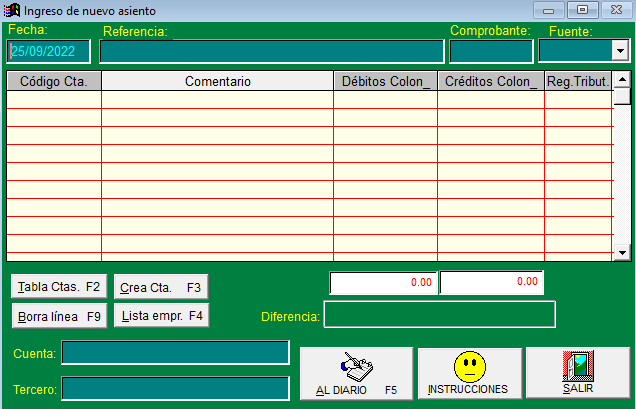 Ingreso de nuevo asiento
Fecha: Referencia: Comprobante: Fuente:
25/09/2022
Código Cta. Comentario Débitos Colon_ Créditos Colon_ Reg.Tribut.
Tabla Ctas. F2 Crea Cta. F3 0.00 0.00
Borra línea F9 Lista empr. F4 Diferencia:
Cuenta:
Tercero: AL DIARIO F5 INSTRUCCIONES SALIR